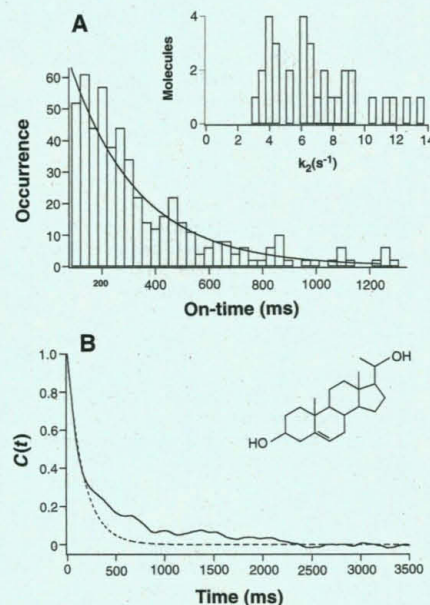 A
Molecules
4
2
0
0 2 4 6 8 10 12 14
k₂(s⁻¹)
Occurrence
60
50
40
30
20
10
0
200 400 600 800 1000 1200
On-time (ms)
B
C(t)
1.0
0.8
0.6
0.4
0.2
0
0 500 1000 1500 2000 2500 3000 3500
Time (ms)
OH
HO